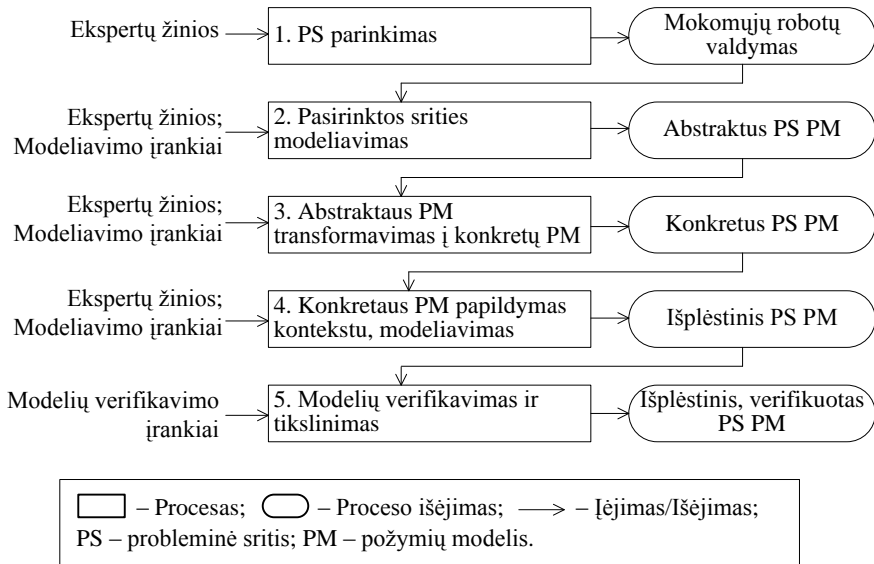 Ekspertų žinios
1. PS parinkimas
Mokomųjų robotų
valdymas
Ekspertų žinios;
Modeliavimo įrankiai
2. Pasirinktos srities
modeliavimas
Abstraktus PS PM
Ekspertų žinios;
Modeliavimo įrankiai
3. Abstraktaus PM
transformavimas į konkretų PM
Konkretus PS PM
Ekspertų žinios;
Modeliavimo įrankiai
4. Konkretaus PM papildymas
kontekstu, modeliavimas
Išplėstinis PS PM
Modelių verifikavimo
įrankiai
5. Modelių verifikavimas ir
tikslinimas
Išplėstinis, verifikuotas
PS PM
– Procesas; – Proceso išėjimas; – Įėjimas/Išėjimas;
PS – probleminė sritis; PM – požymių modelis.